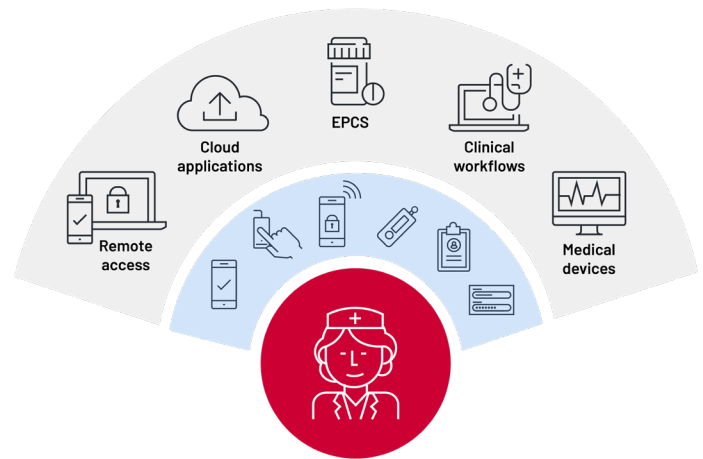 Remote
access
Cloud
applications
EPCS
Clinical
workflows
Medical
devices